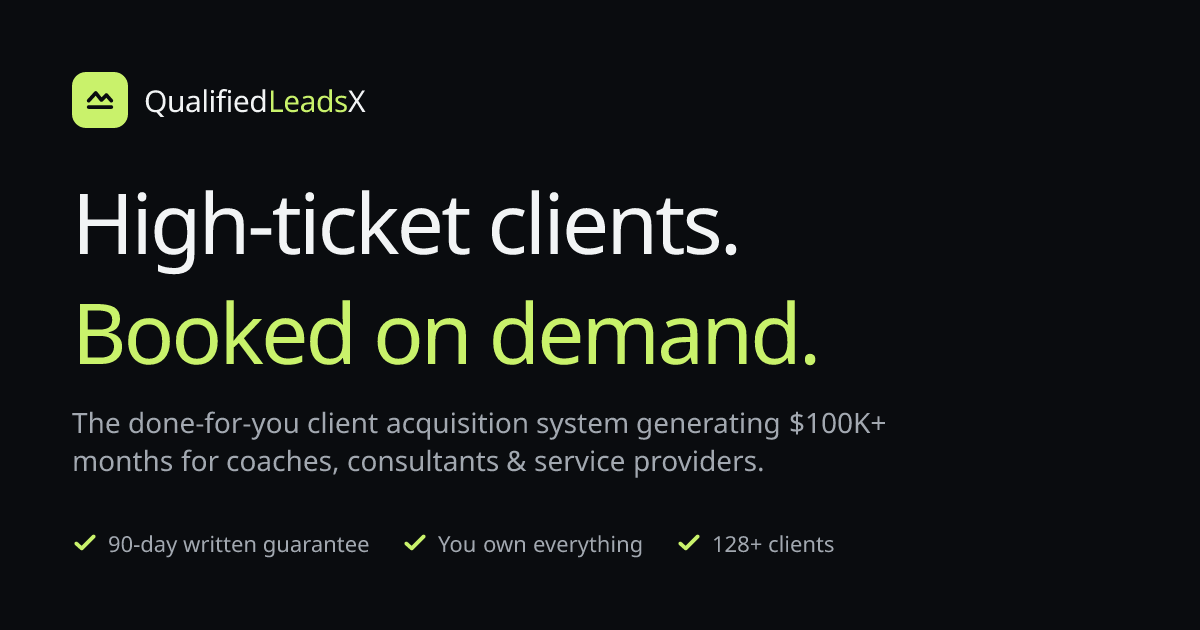 QualifiedLeadsX
High-ticket clients.
Booked on demand.
The done-for-you client acquisition system generating $100K+
months for coaches, consultants & service providers.
90-day written guarantee You own everything 128+ clients